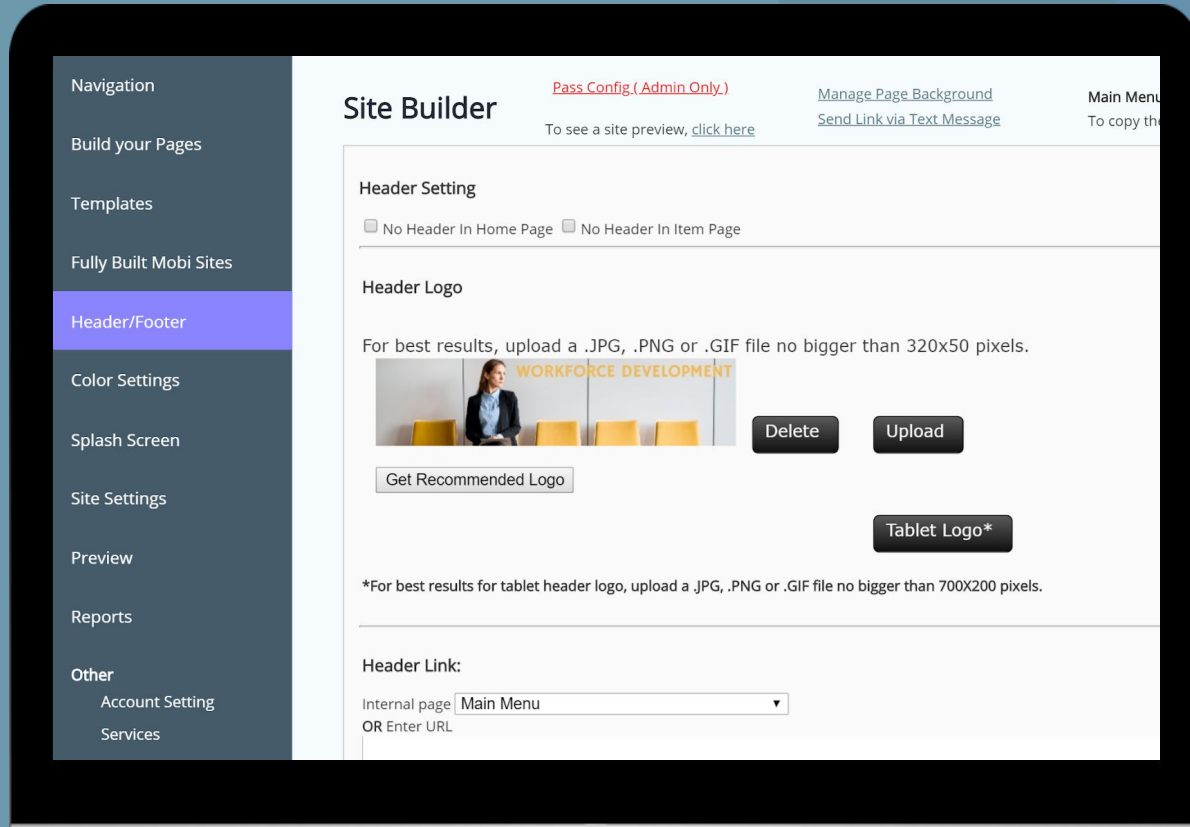 Navigation
Build your Pages
Templates
Fully Built Mobi Sites
Header/Footer
Color Settings
Splash Screen
Site Settings
Preview
Reports
Other
Account Setting
Services
Site Builder
Pass Config ( Admin Only )
To see a site preview, click here
Manage Page Background
Send Link via Text Message
Main Menu
To copy the
Header Setting
No Header In Home Page No Header In Item Page
Header Logo
For best results, upload a .JPG, .PNG or .GIF file no bigger than 320x50 pixels.
WORKFORCE DEVELOPMENT
Delete Upload
Get Recommended Logo
Tablet Logo*
*For best results for tablet header logo, upload a .JPG, .PNG or .GIF file no bigger than 700X200 pixels.
Header Link:
Internal page Main Menu
OR Enter URL